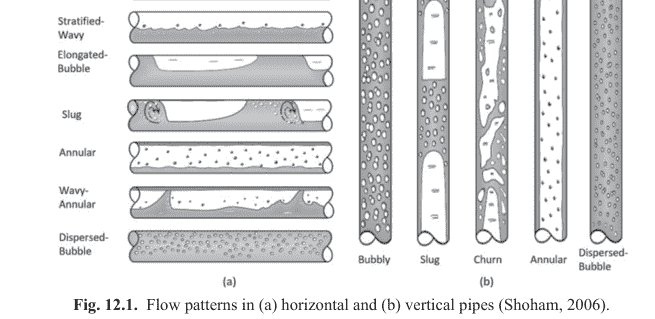 Stratified-
Wavy
Elongated-
Bubble
Slug
Annular
Wavy-
Annular
Dispersed-
Bubble
(a)
Bubbly
Slug
Churn
Annular
Dispersed-
Bubble
(b)
Fig. 12.1. Flow patterns in (a) horizontal and (b) vertical pipes (Shoham, 2006).